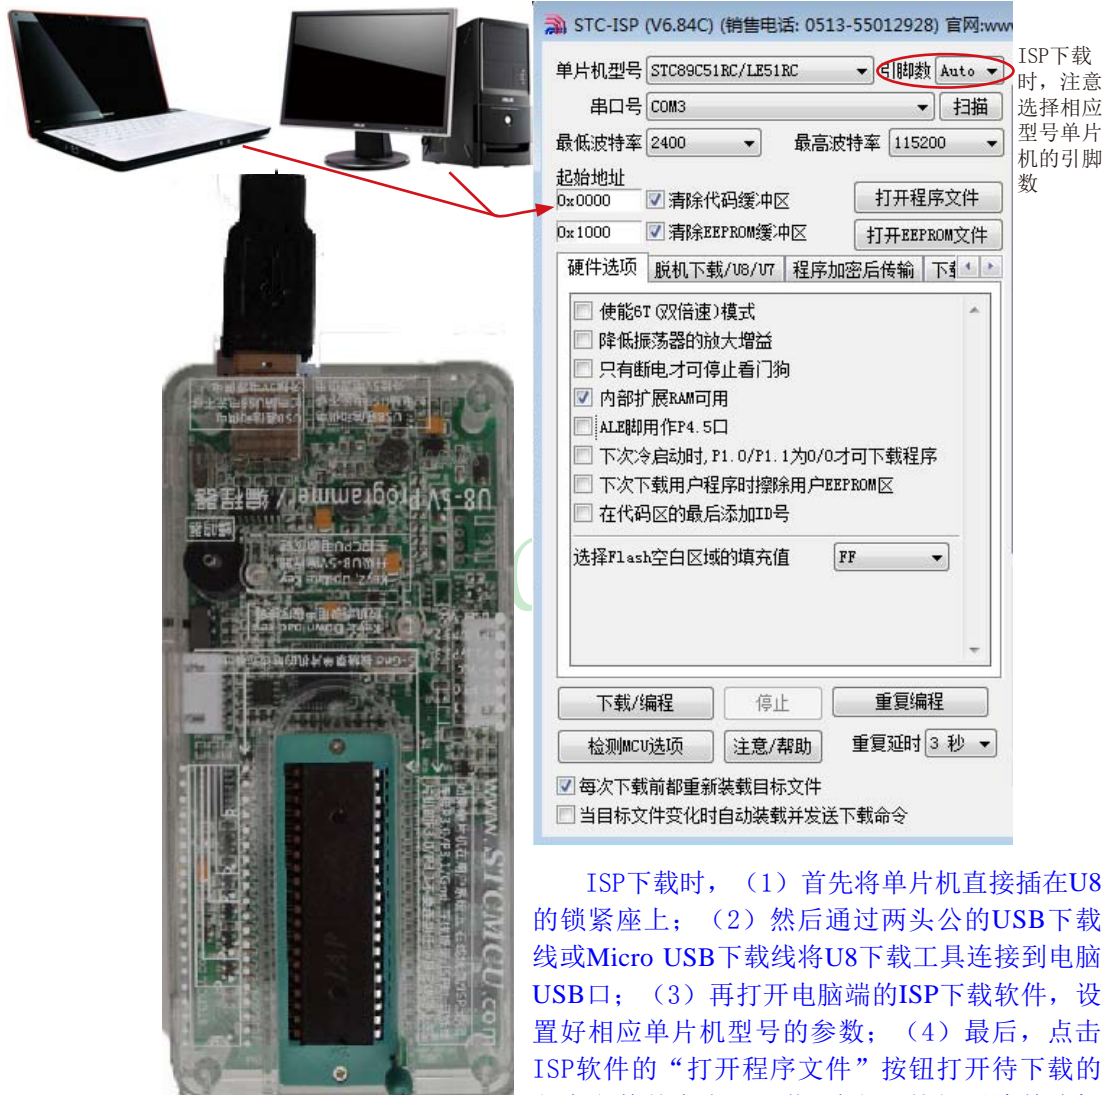 STC-ISP (V6.84C) (销售电话: 0513-55012928) 官网:www
单片机型号 STC89C51RC/LE51RC 引脚数 Auto
串口号 COM3 扫描
最低波特率 2400 最高波特率 115200
起始地址
0x0000 清除代码缓冲区 打开程序文件
0x1000 清除EEPROM缓冲区 打开EEPROM文件
硬件选项 脱机下载/U8/U7 程序加密后传输
使能6T(双倍速)模式
降低振荡器的放大增益
只有断电才可停止看门狗
内部扩展RAM可用
ALE脚用作P4.5口
下次冷启动时,P1.0/P1.1为0/0才可下载程序
下次下载用户程序时擦除用户EEPROM区
在代码区的最后添加ID号
选择Flash空白区域的填充值 FF
下载/编程 停止 重复编程
检测MCU选项 注意/帮助 重复延时 3 秒
每次下载前都重新装载目标文件
当目标文件变化时自动装载并发送下载命令
ISP下载
时，注意
选择相应
型号单片
机的引脚
数
U8-5V Programmer/编程器
www.STCMCU.com
ISP下载时，（1）首先将单片机直接插在U8
的锁紧座上；（2）然后通过两头公的USB下载
线或Micro USB下载线将U8下载工具连接到电脑
USB口；（3）再打开电脑端的ISP下载软件，设
置好相应单片机型号的参数；（4）最后，点击
ISP软件的“打开程序文件”按钮打开待下载的